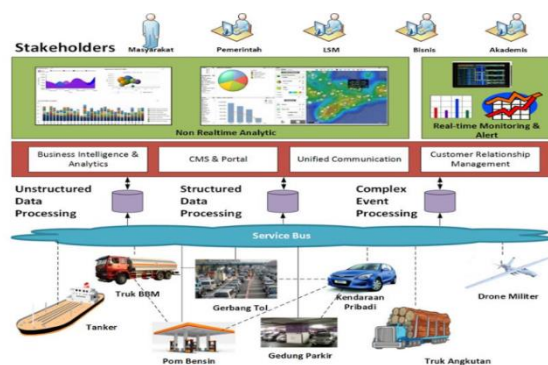 Stakeholders
Masyarakat
Pemerintah
LSM
Bisnis
Akademis
Non Realtime Analytic
Real-time Monitoring &
Alert
Business Intelligence &
Analytics
CMS & Portal
Unified Communication
Customer Relationship
Management
Unstructured
Data
Processing
Structured
Data
Processing
Complex
Event
Processing
Service Bus
Truk BBM
Gerbang Tol
Kendaraan
Pribadi
Drone Militer
Tanker
Pom Bensin
Gedung Parkir
Truk Angkutan